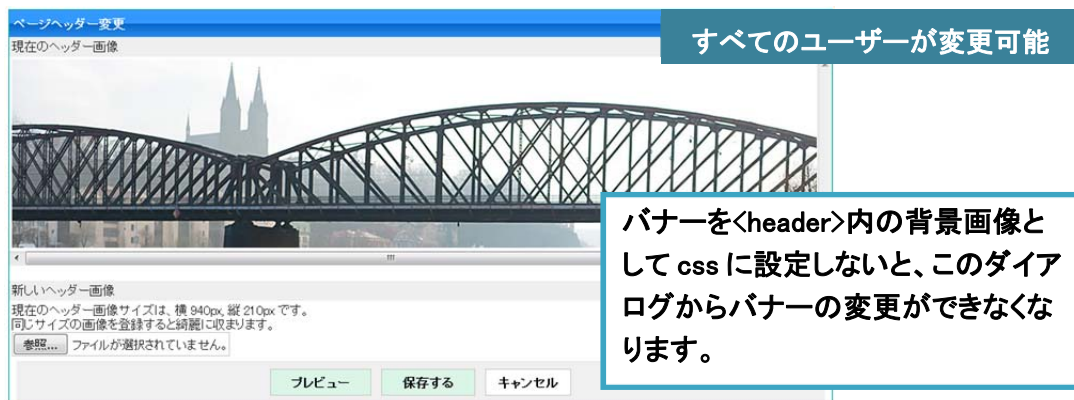 ページヘッダー変更
すべてのユーザーが変更可能
現在のヘッダー画像
バナーを<header>内の背景画像と
して css に設定しないと、このダイア
ログからバナーの変更ができなくな
ります。
新しいヘッダー画像
現在のヘッダー画像サイズは、横 940px, 縦 210px です。
同じサイズの画像を登録すると綺麗に収まります。
参照... ファイルが選択されていません。
プレビュー 保存する キャンセル